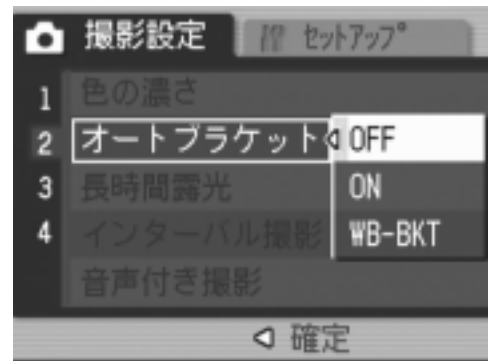 撮影設定 セットアップ
1 色の濃さ
2 オートブラケット OFF
3 長時間露光 ON
4 インターバル撮影 WB-BKT
音声付き撮影
確定